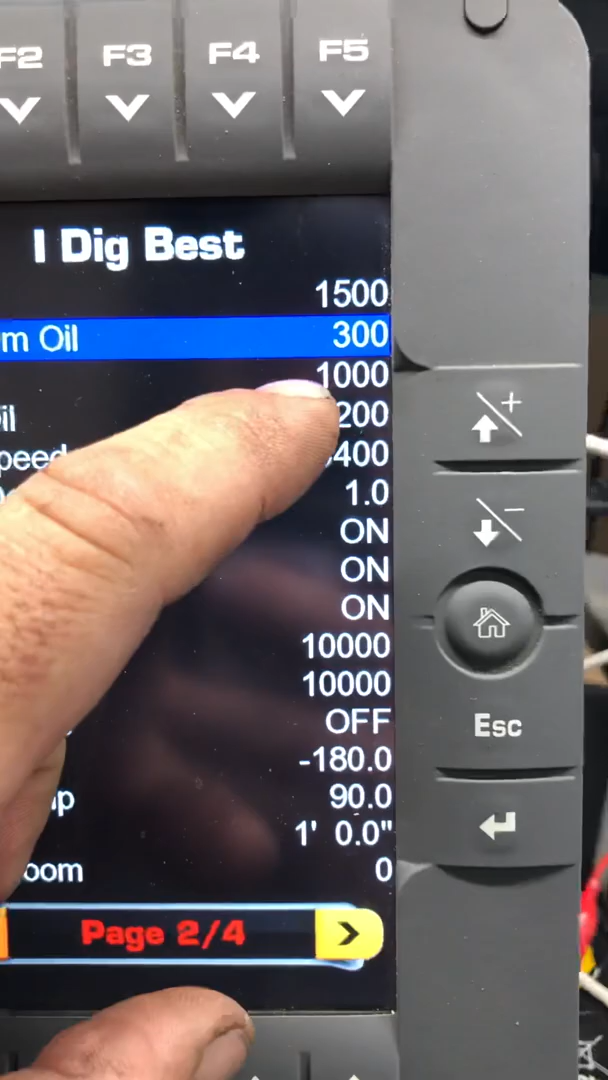 F2 F3 F4 F5
I Dig Best
1500
m Oil 300
1000
il 200
peed 400
1.0
ON
ON
ON
10000
10000
OFF
-180.0
90.0
1' 0.0"
oom 0
Page 2/4 >
+
-
Esc